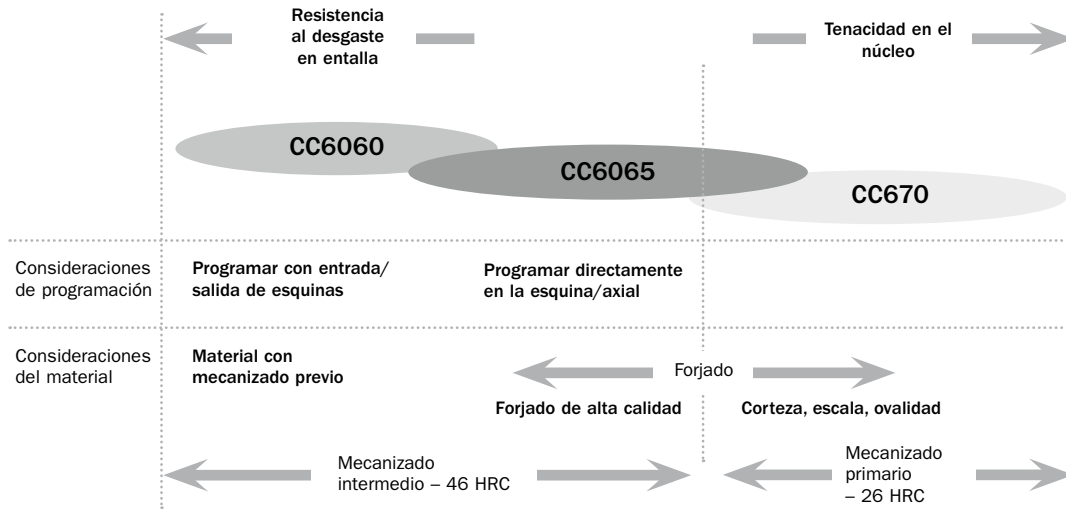 Resistencia
al desgaste
en entalla
Tenacidad en el
núcleo
CC6060
CC6065
CC670
Consideraciones
de programación
Programar con entrada/
salida de esquinas
Programar directamente
en la esquina/axial
Consideraciones
del material
Material con
mecanizado previo
Forjado
Forjado de alta calidad
Corteza, escala, ovalidad
Mecanizado
intermedio – 46 HRC
Mecanizado
primario
– 26 HRC